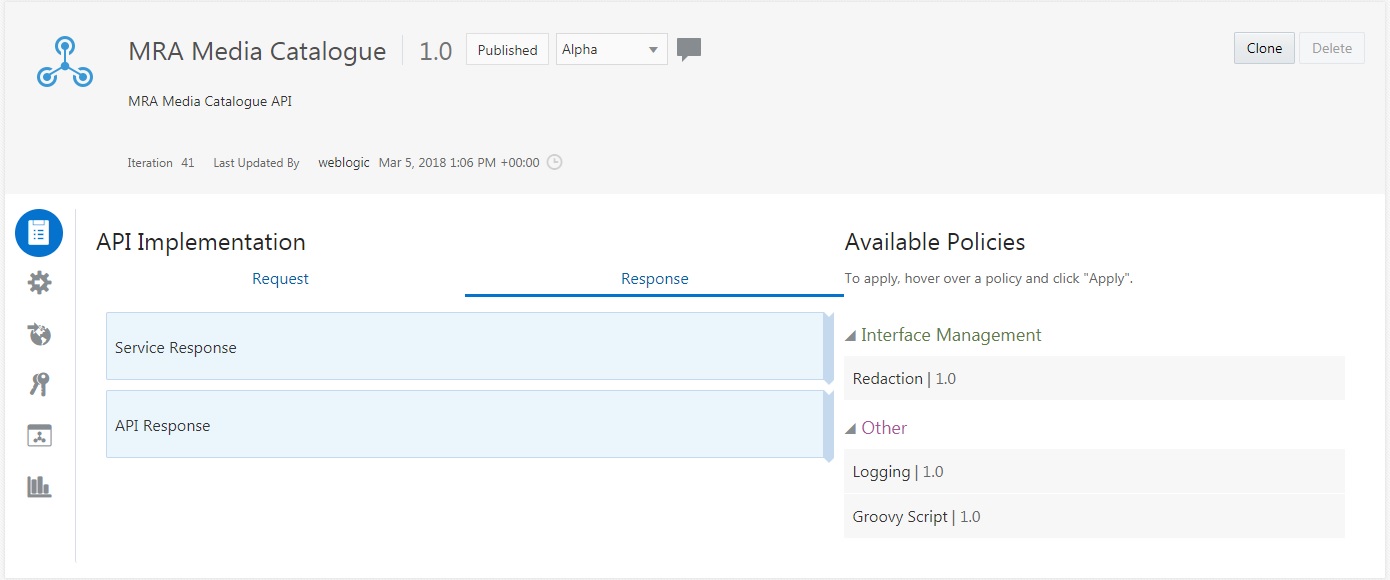 MRA Media Catalogue 1.0 Published Alpha Clone Delete
MRA Media Catalogue API
Iteration 41 Last Updated By weblogic Mar 5, 2018 1:06 PM +00:00
API Implementation
Request Response
Service Response
API Response
Available Policies
To apply, hover over a policy and click "Apply".
Interface Management
Redaction | 1.0
Other
Logging | 1.0
Groovy Script | 1.0